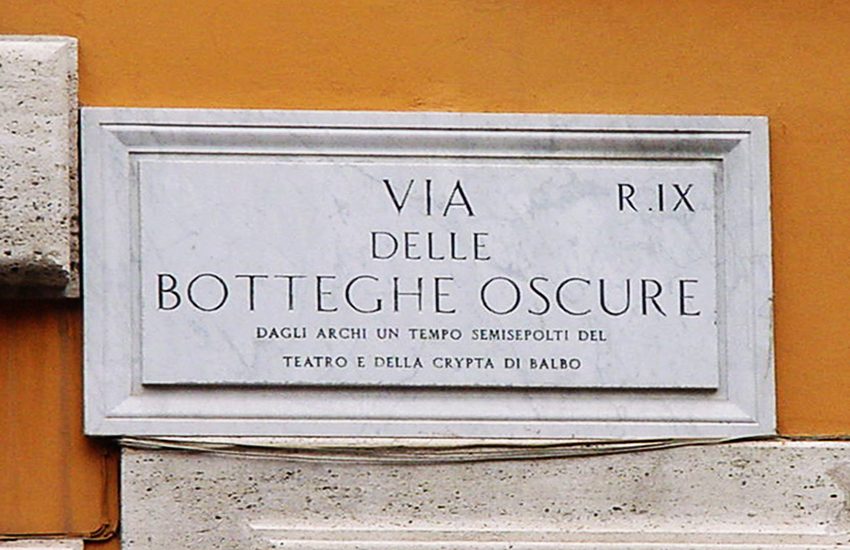 VIA R.IX
DELLE
BOTTEGHE OSCURE
DAGLI ARCHI UN TEMPO SEMISEPOLTI DEL
TEATRO E DELLA CRYPTA DI BALBO